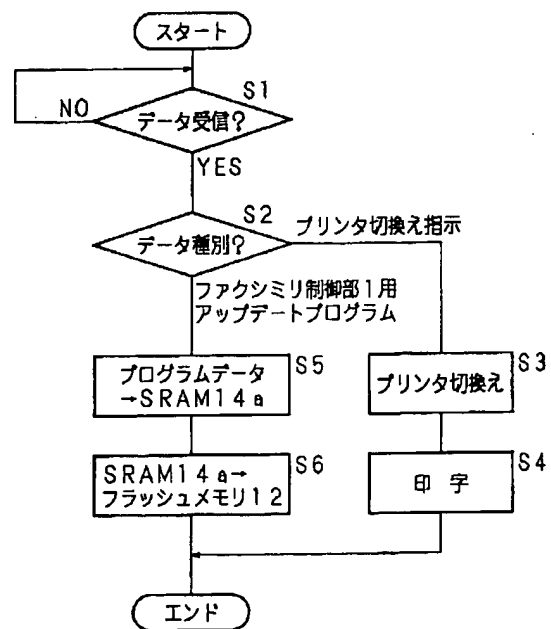 スタート
S1
NO
データ受信?
YES
S2
プリンタ切換え指示
データ種別?
ファクシミリ制御部1用
アップデートプログラム
プログラムデータ
→SRAM14a
S5
プリンタ切換え
S3
SRAM14a→
フラッシュメモリ12
S6
印字
S4
エンド